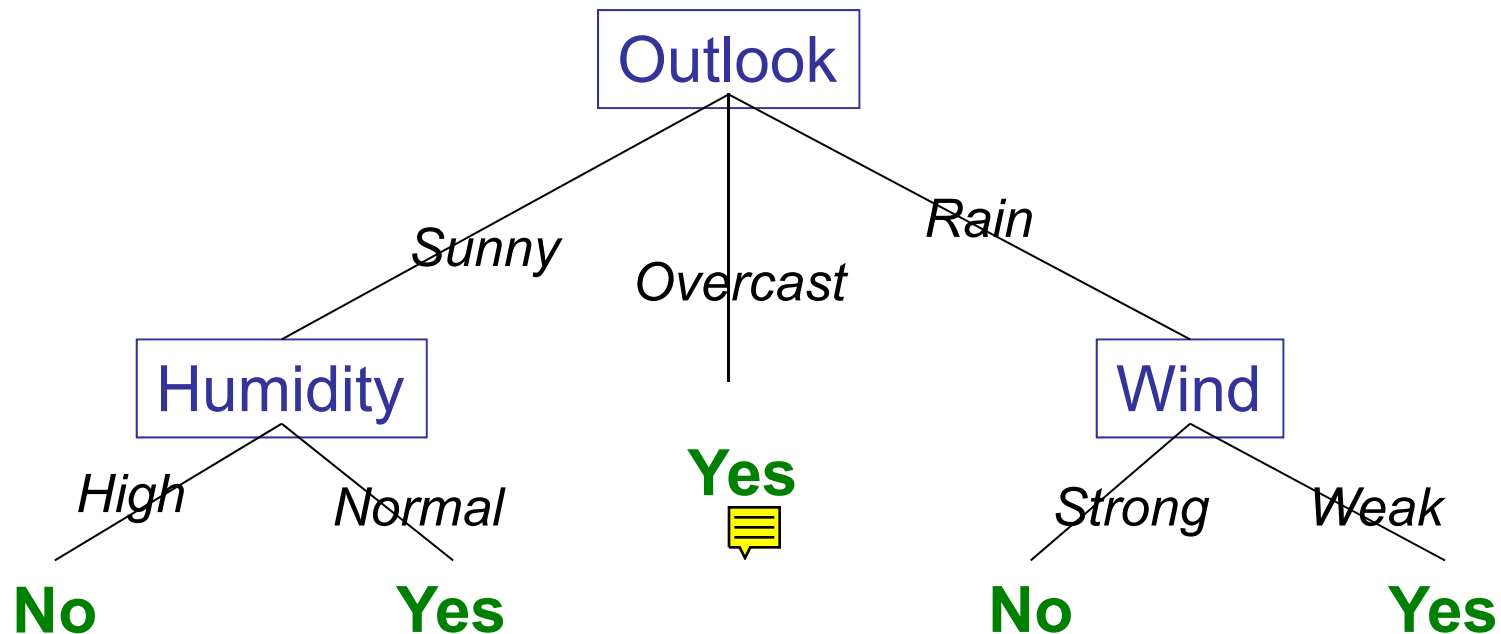 Outlook
Sunny
Overcast
Rain
Humidity
Wind
High
Normal
Yes
Strong
Weak
No
Yes
No
Yes